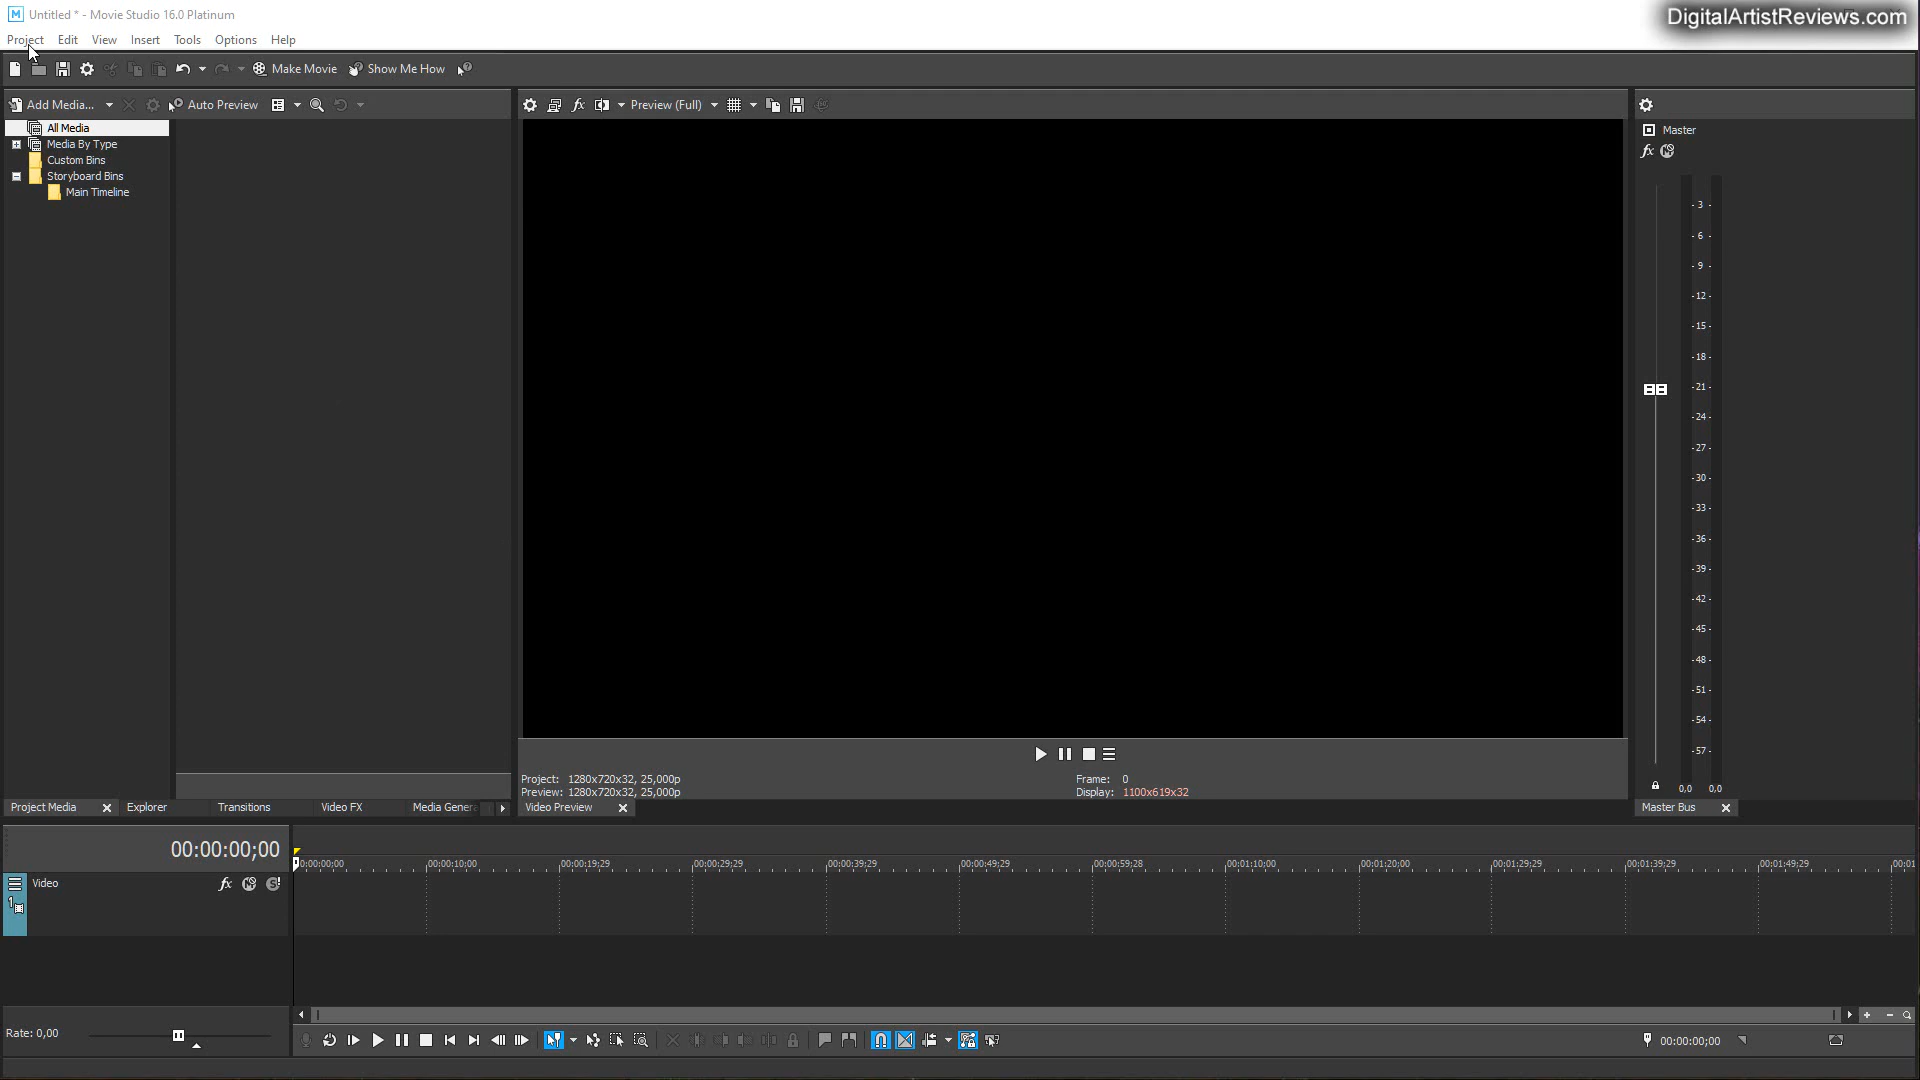 Untitled * - Movie Studio 16.0 Platinum
DigitalArtistReviews.com
Project Edit View Insert Tools Options Help
Make Movie Show Me How
Add Media... Auto Preview
Preview (Full)
All Media
Media By Type
Custom Bins
Storyboard Bins
Main Timeline
Master
fx
- 3 -
- 6 -
- 9 -
- 12 -
- 15 -
- 18 -
- 21 -
- 24 -
- 27 -
- 30 -
- 33 -
- 36 -
- 39 -
- 42 -
- 45 -
- 48 -
- 51 -
- 54 -
- 57 -
0,0 0,0
Project: 1280x720x32, 25,000p
Preview: 1280x720x32, 25,000p
Frame: 0
Display: 1100x619x32
Project Media Explorer Transitions Video FX Media Gener
Video Preview
Master Bus
00:00:00;00
0:00:00;00 00:00:10;00 00:00:19;29 00:00:29;29 00:00:39;29 00:00:49;29 00:00:59;28 00:01:10;00 00:01:20;00 00:01:29;29 00:01:39;29 00:01:49;29 00:01
Video fx
1
Rate: 0,00
00:00:00;00